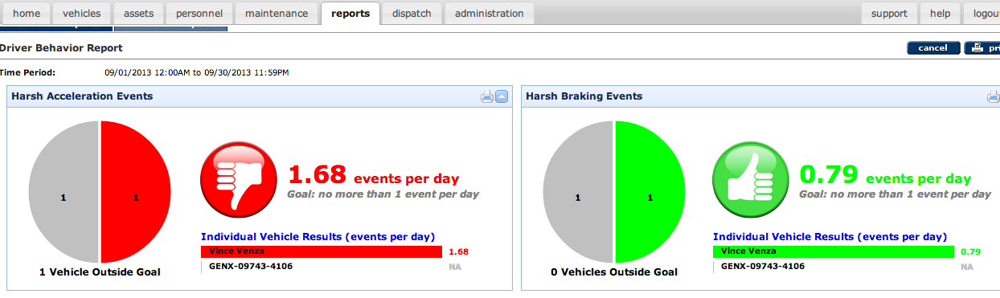 home vehicles assets personnel maintenance reports dispatch administration support help
Driver Behavior Report
cancel
Time Period: 09/01/2013 12:00AM to 09/30/2013 11:59PM
Harsh Acceleration Events
1 1
1 Vehicle Outside Goal
1.68 events per day
Goal: no more than 1 event per day
Individual Vehicle Results (events per day)
Vince Venza 1.68
GENX-09743-4106 NA
Harsh Braking Events
1 1
0 Vehicles Outside Goal
0.79 events per day
Goal: no more than 1 event per day
Individual Vehicle Results (events per day)
Vince Venza 0.79
GENX-09743-4106 NA